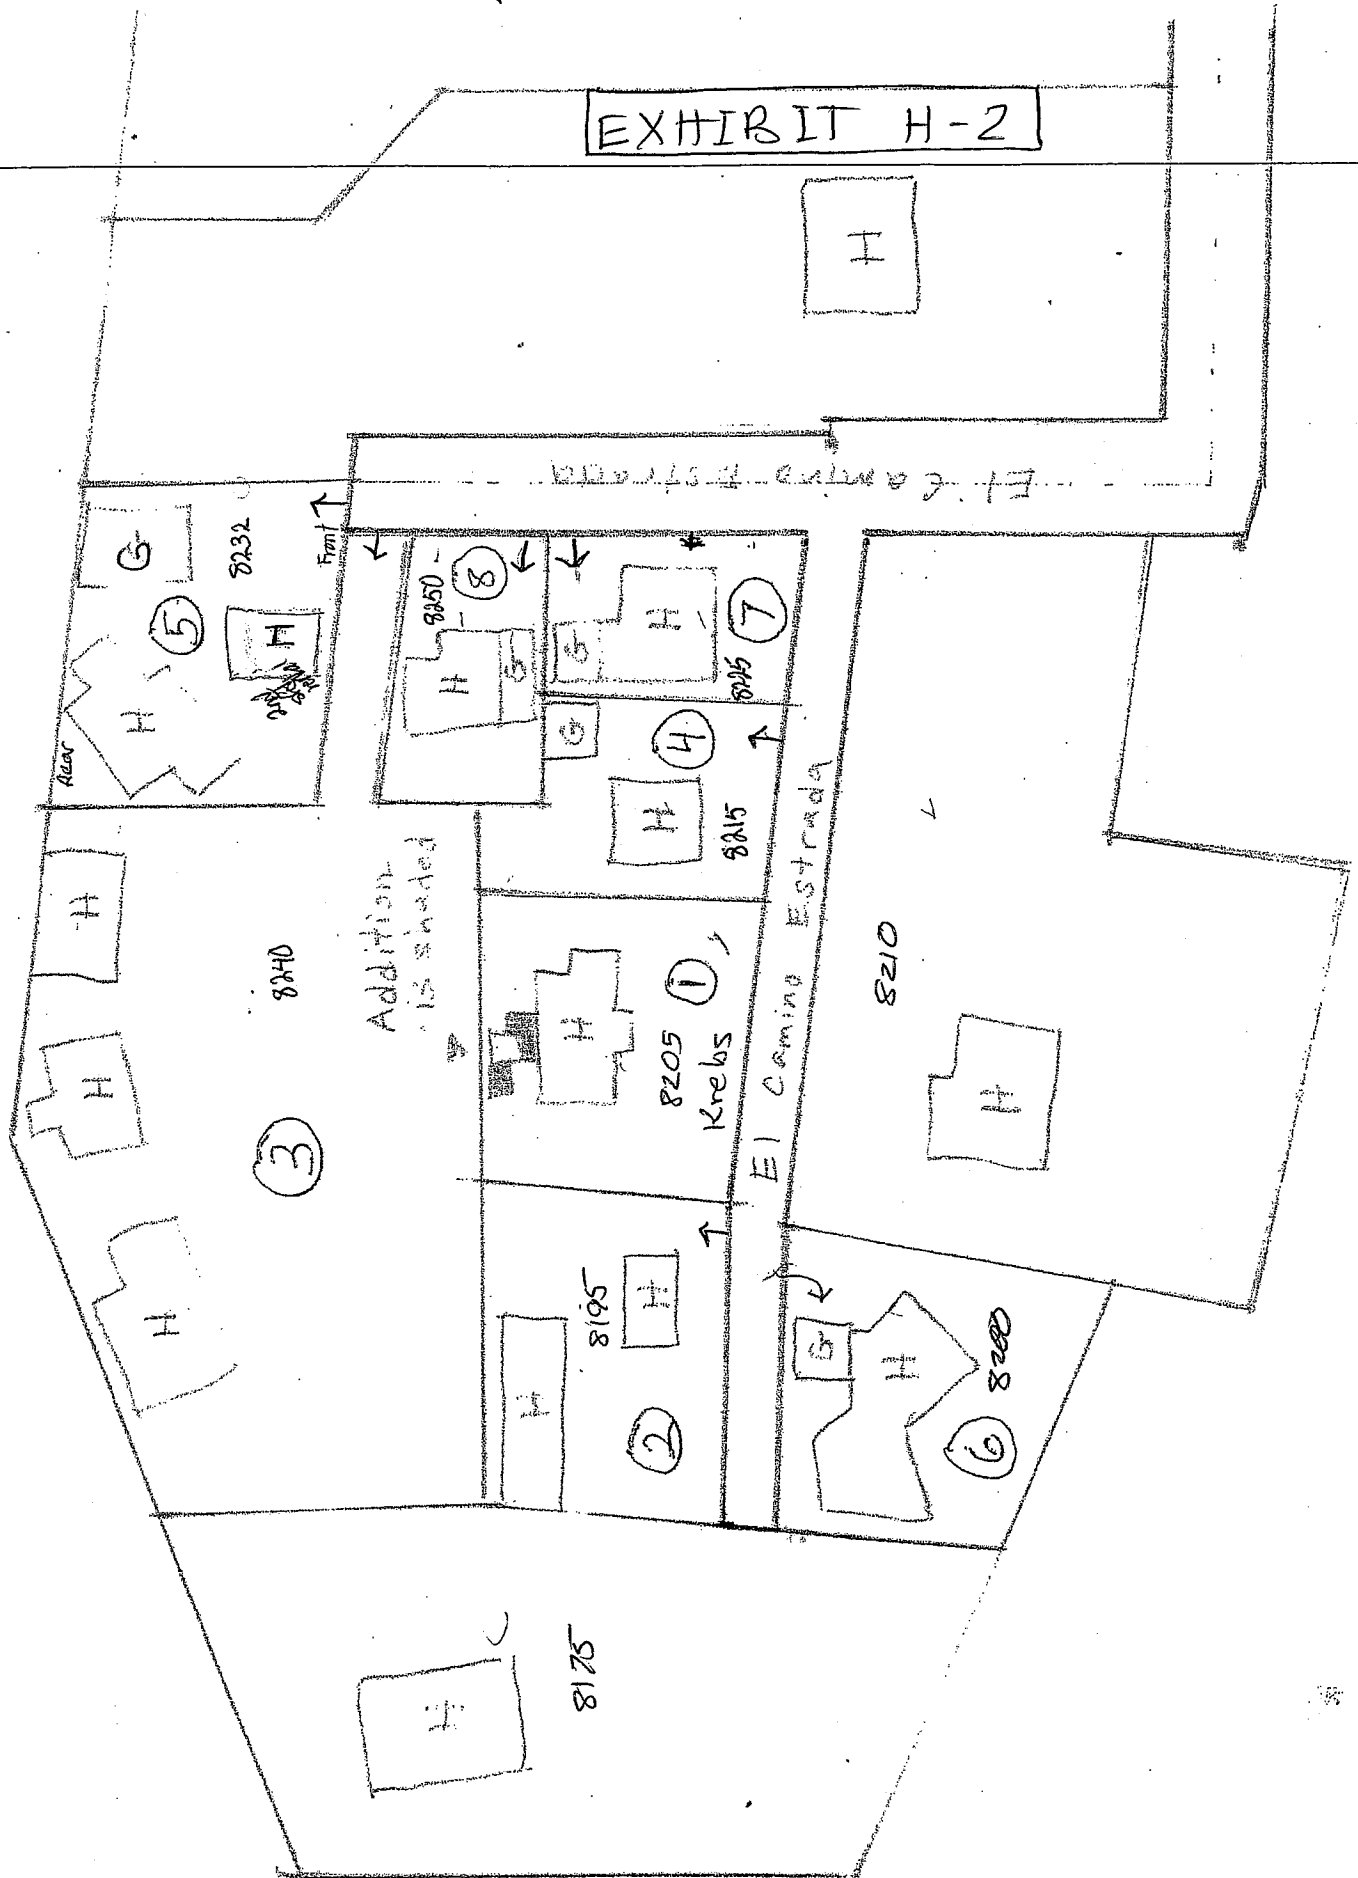 EXHIBIT H-2
H
El Camino Estrada
G
8232
Front
5
H
H
Rear
8250
8
H
G
G
H
7
8225
G
4
H
8215
H
8240
Addition
is shaded
H
3
H
H
1
8205
Krebs
El Camino Estrada
8210
H
8195
H
H
2
G
H
8200
6
H
8175